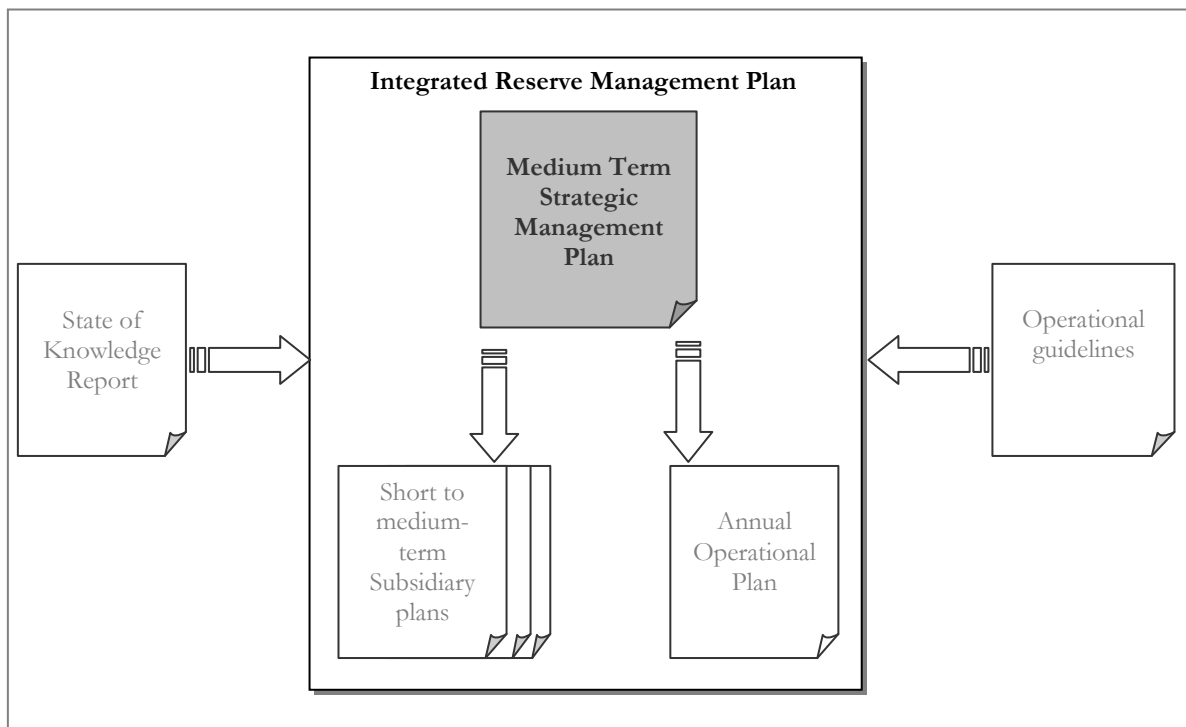 Integrated Reserve Management Plan
Medium Term
Strategic
Management
Plan
State of
Knowledge
Report
Operational
guidelines
Short to
medium-
term
Subsidiary
plans
Annual
Operational
Plan